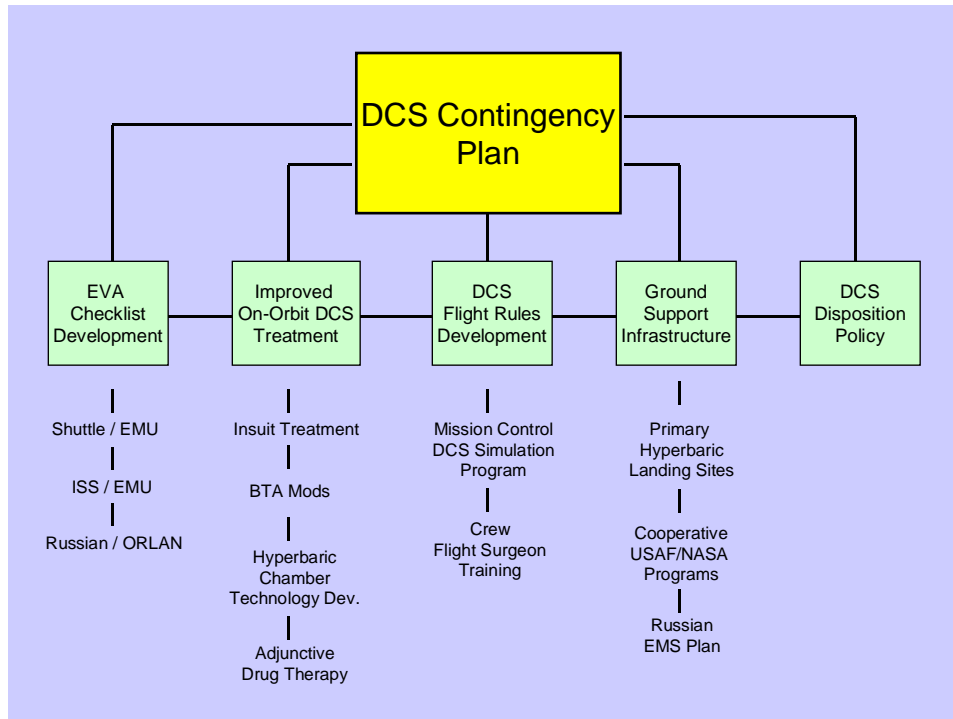 DCS Contingency
Plan
EVA
Checklist
Development
Improved
On-Orbit DCS
Treatment
DCS
Flight Rules
Development
Ground
Support
Infrastructure
DCS
Disposition
Policy
Shuttle / EMU
ISS / EMU
Russian / ORLAN
Insuit Treatment
BTA Mods
Hyperbaric
Chamber
Technology Dev.
Adjunctive
Drug Therapy
Mission Control
DCS Simulation
Program
Crew
Flight Surgeon
Training
Primary
Hyperbaric
Landing Sites
Cooperative
USAF/NASA
Programs
Russian
EMS Plan